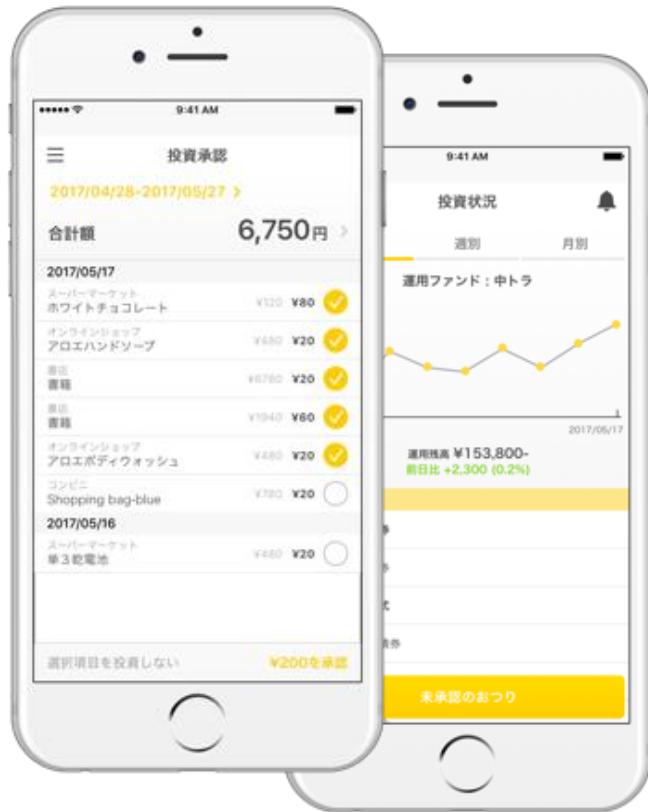 9:41 AM
投資承認
2017/04/28-2017/05/27 >
合計額 6,750円 >
2017/05/17
スーパーマーケット
ホワイトチョコレート ¥120 ¥80
オンラインショップ
アロエハンドソープ ¥480 ¥20
書店
書籍 ¥6780 ¥20
書店
書籍 ¥1940 ¥60
オンラインショップ
アロエボディウォッシュ ¥480 ¥20
コンビニ
Shopping bag-blue ¥780 ¥20
2017/05/16
スーパーマーケット
単3乾電池 ¥480 ¥20
選択項目を投資しない ¥200を承認
9:41 AM
投資状況
週別 月別
運用ファンド：中トラ
2017/05/17
運用残高 ¥153,800-
前日比 +2,300 (0.2%)
券
式
債券
未承認のおつり